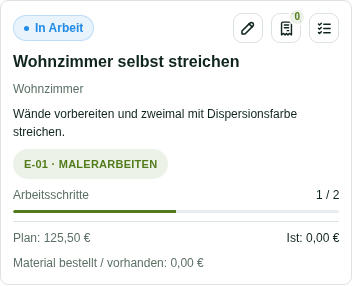 In Arbeit
0
Wohnzimmer selbst streichen
Wohnzimmer
Wände vorbereiten und zweimal mit Dispersionsfarbe
streichen.
E-01 · MALERARBEITEN
Arbeitsschritte 1 / 2
Plan: 125,50 € Ist: 0,00 €
Material bestellt / vorhanden: 0,00 €